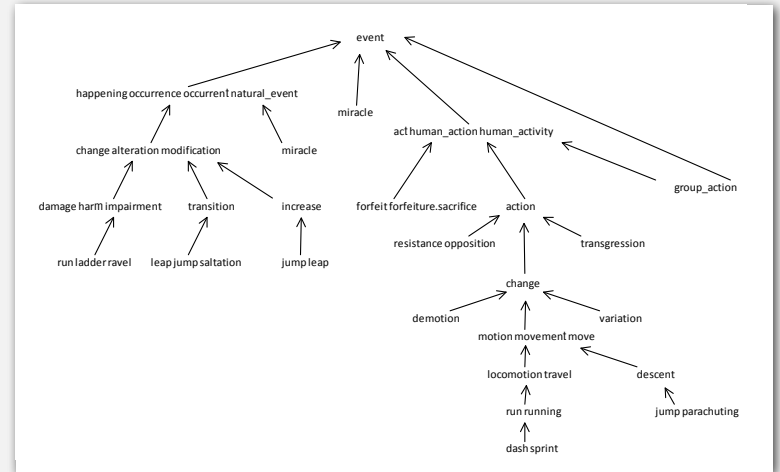 event
happening occurrence occurrent natural_event
miracle
act human_action human_activity
change alteration modification
miracle
group_action
damage harm impairment
transition
increase
forfeit forfeiture.sacrifice
action
resistance opposition
transgression
run ladder ravel
leap jump saltation
jump leap
change
demotion
variation
motion movement move
locomotion travel
descent
run running
jump parachuting
dash sprint